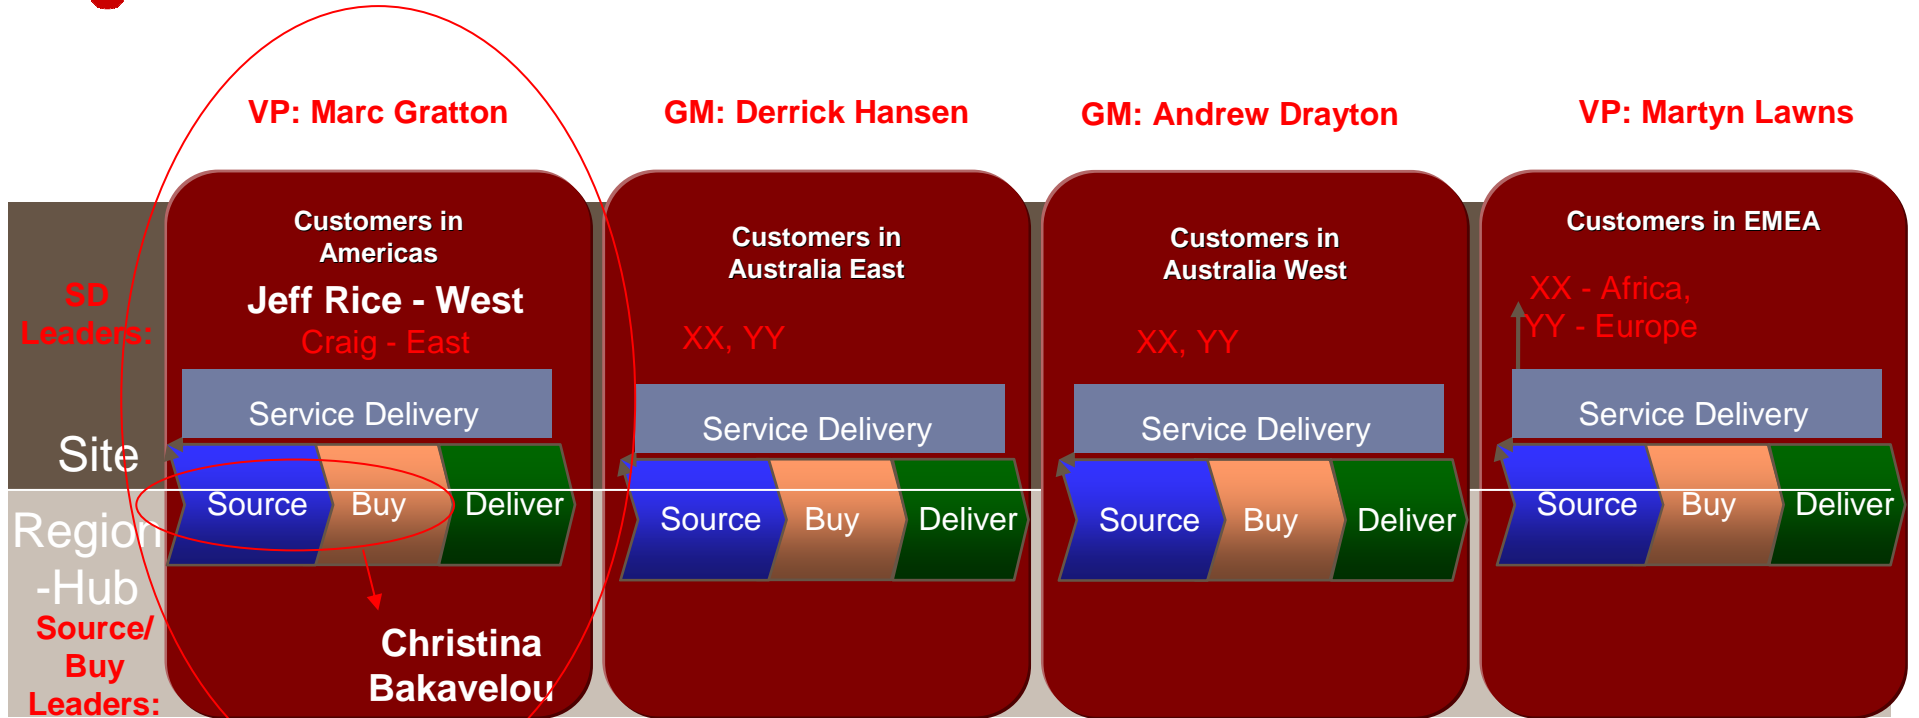 VP: Marc Gratton
GM: Derrick Hansen
GM: Andrew Drayton
VP: Martyn Lawns
SD
Leaders:
Site
Region
-Hub
Source/
Buy
Leaders:
Customers in
Americas
Jeff Rice - West
Craig - East
Service Delivery
Source
Buy
Deliver
Christina
Bakavelou
Customers in
Australia East
XX, YY
Service Delivery
Source
Buy
Deliver
Customers in
Australia West
XX, YY
Service Delivery
Source
Buy
Deliver
Customers in EMEA
XX - Africa,
YY - Europe
Service Delivery
Source
Buy
Deliver